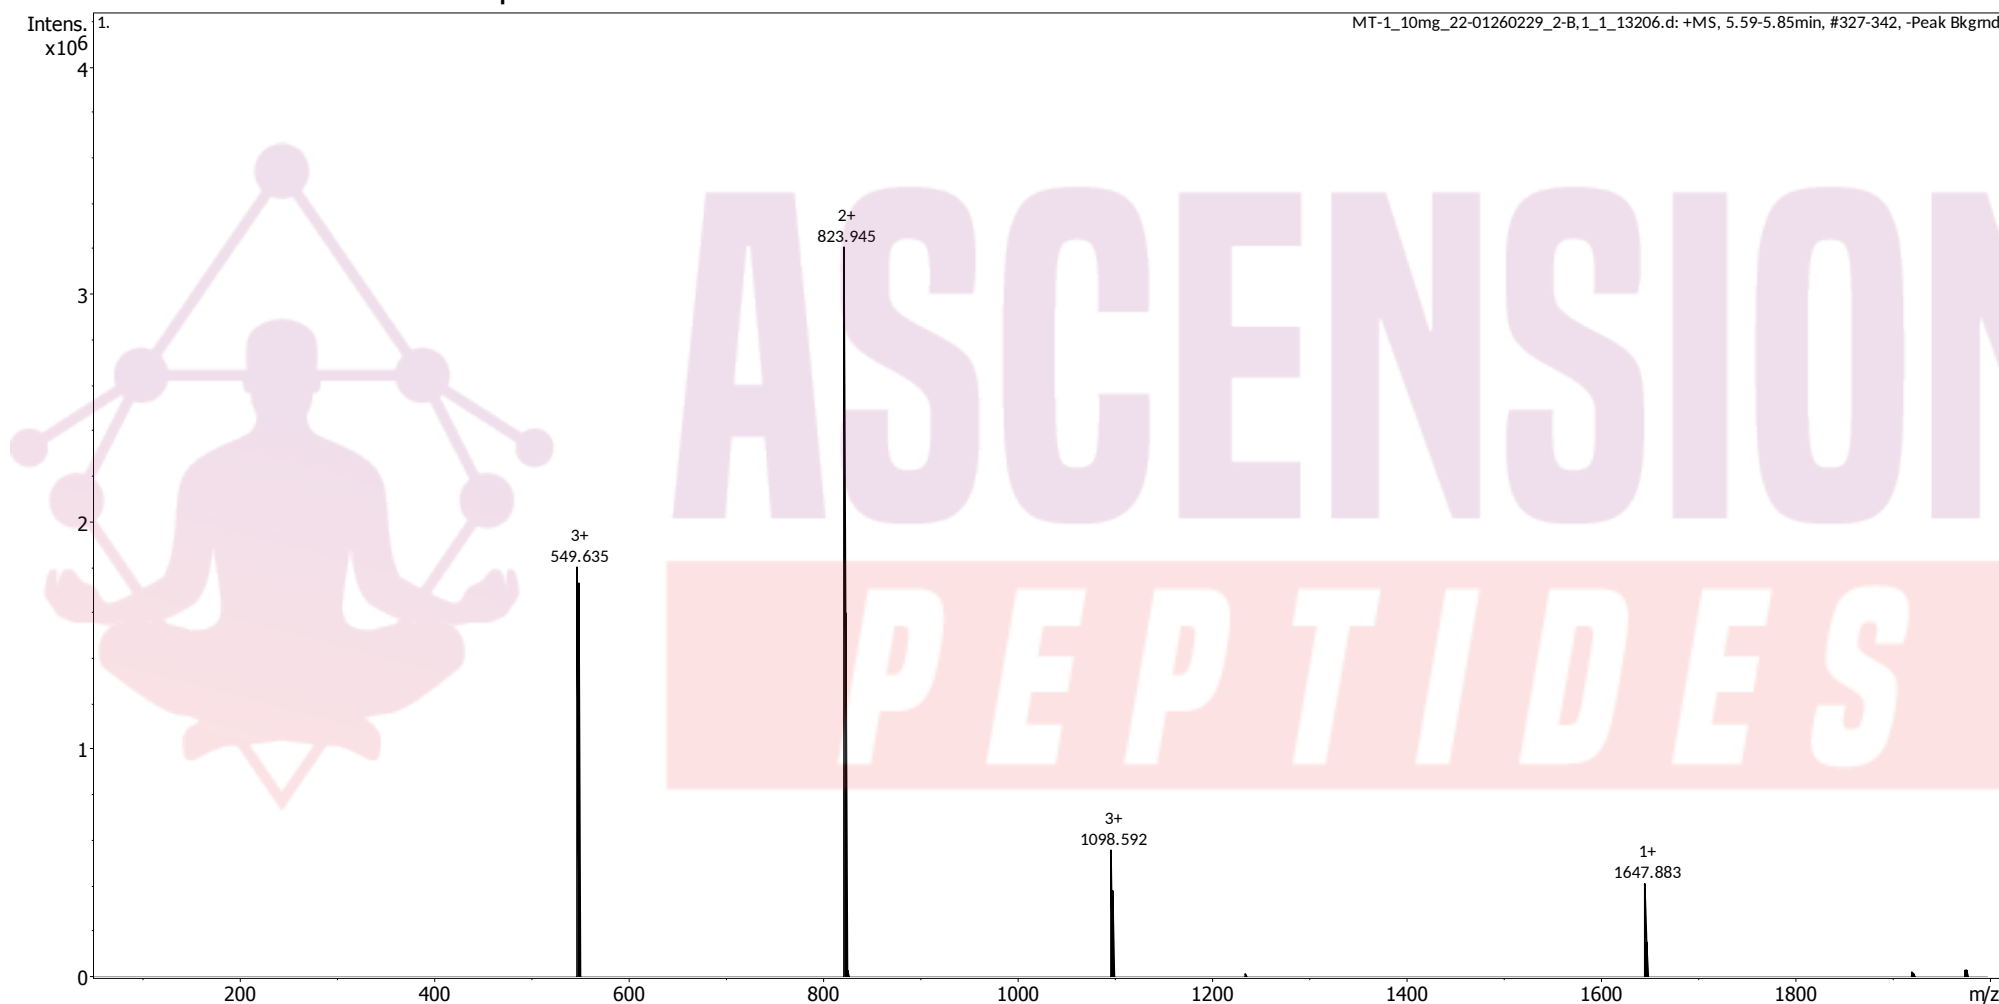 Intens.
x10^6
1.
MT-1_10mg_22-01260229_2-B,1_1_13206.d: +MS, 5.59-5.85min, #327-342, -Peak Bkgrnd
4
3
2
1
0
2+
823.945
3+
549.635
3+
1098.592
1+
1647.883
ASCENSION
PEPTIDES
200 400 600 800 1000 1200 1400 1600 1800 m/z